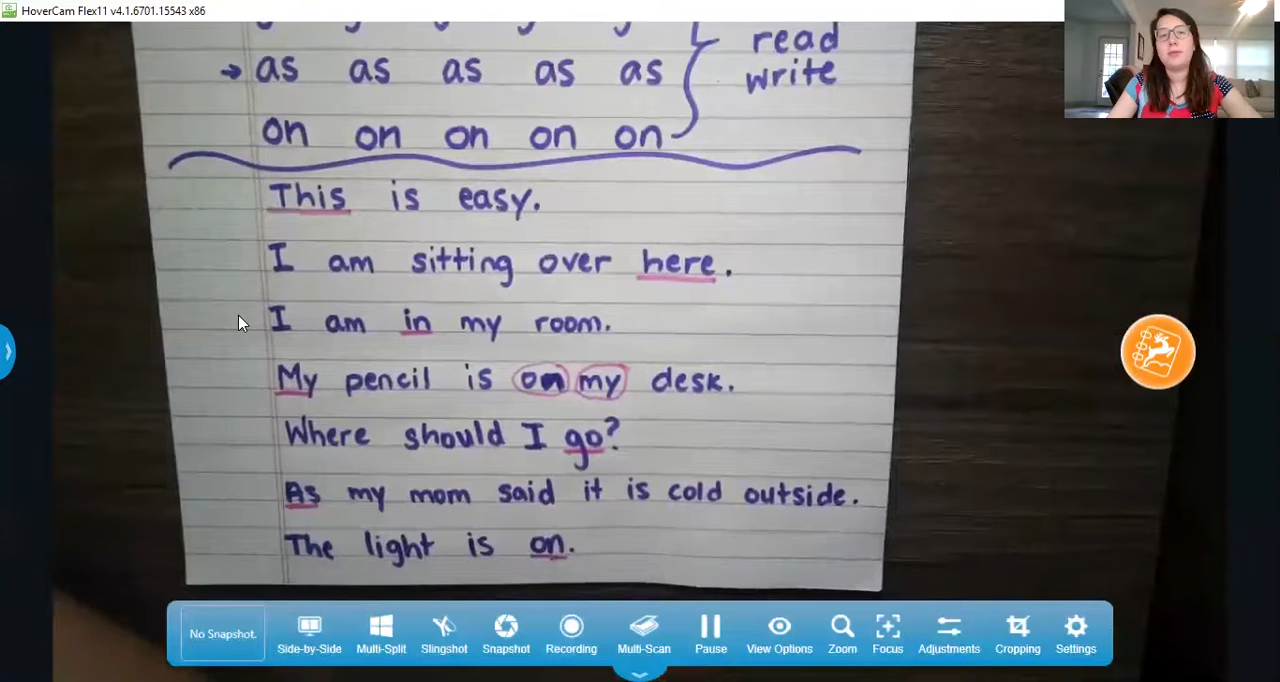 HoverCam Flex11 v4.1.6701.15543 x86
read
→ as as as as as write
on on on on on
This is easy.
I am sitting over here.
I am in my room.
My pencil is on my desk.
Where should I go?
As my mom said it is cold outside.
The light is on.
No Snapshot.
Side-by-Side Multi-Split Slingshot Snapshot Recording Multi-Scan Pause View Options Zoom Focus Adjustments Cropping Settings